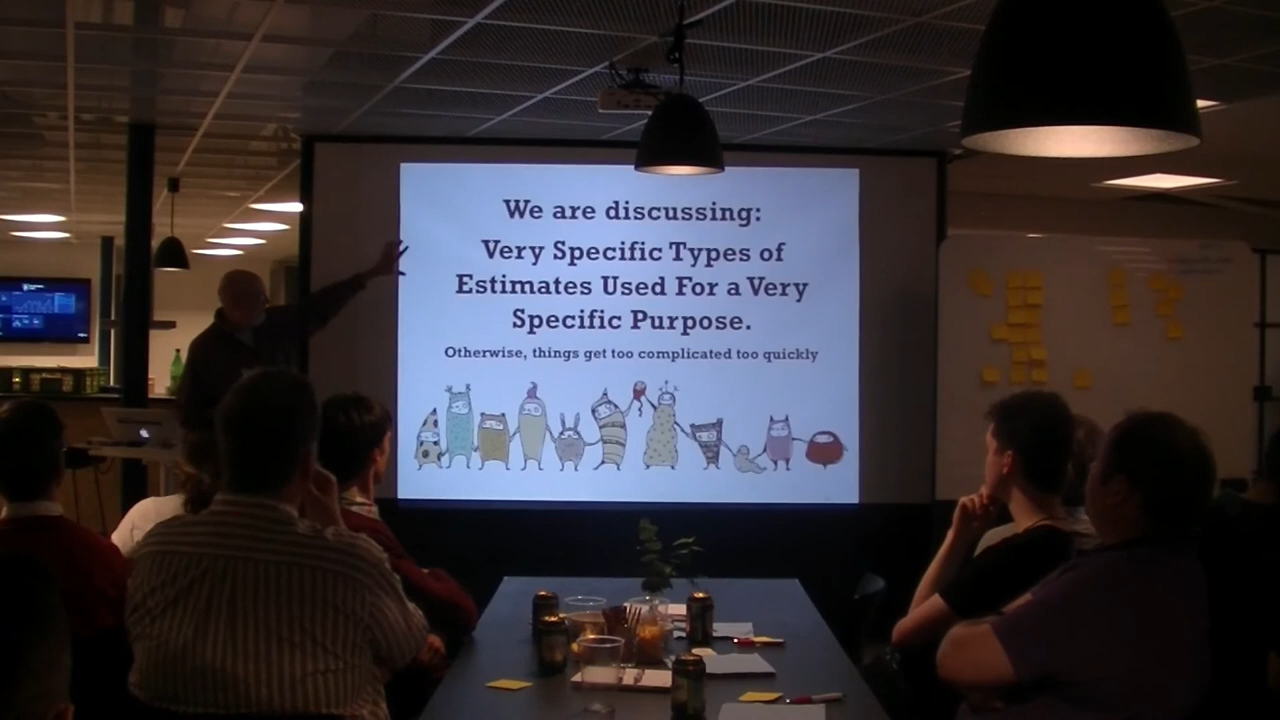 We are discussing:
Very Specific Types of
Estimates Used For a Very
Specific Purpose.
Otherwise, things get too complicated too quickly